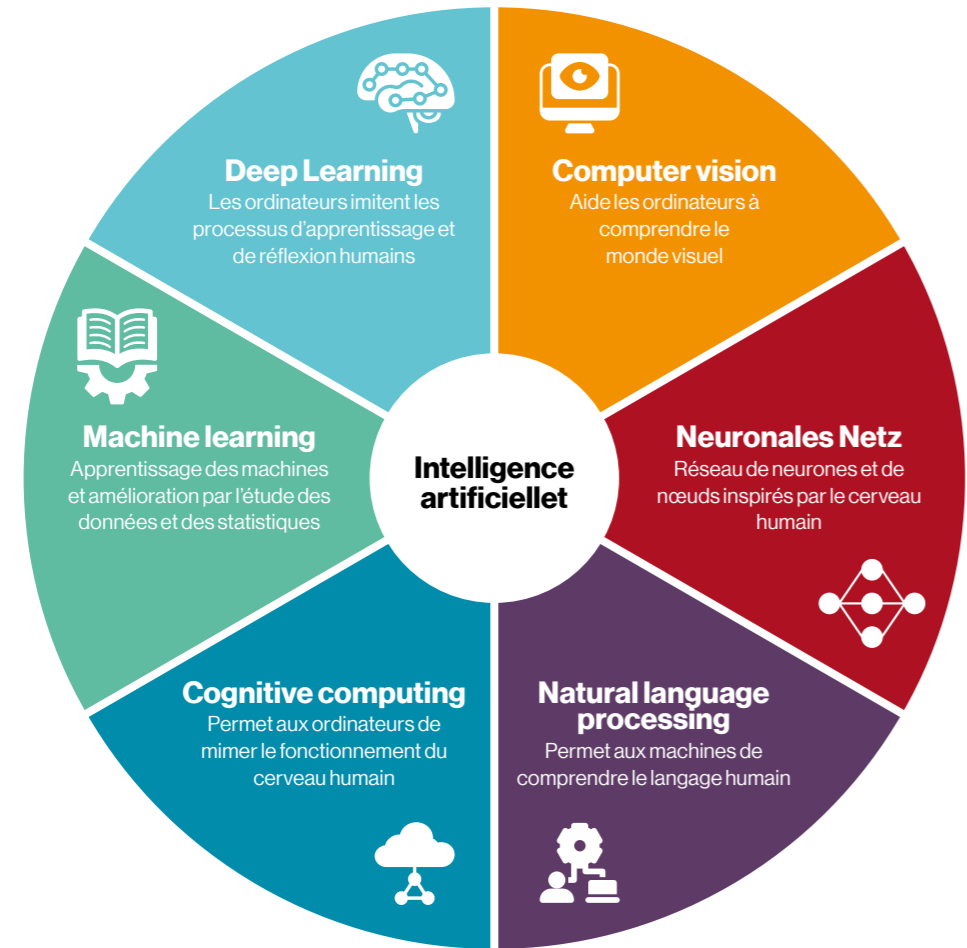 Deep Learning
Les ordinateurs imitent les
processus d'apprentissage et
de réflexion humains
Computer vision
Aide les ordinateurs à
comprendre le
monde visuel
Machine learning
Apprentissage des machines
et amélioration par l'étude des
données et des statistiques
Intelligence
artificiellet
Neuronales Netz
Réseau de neurones et de
nœuds inspirés par le cerveau
humain
Cognitive computing
Permet aux ordinateurs de
mimer le fonctionnement du
cerveau humain
Natural language
processing
Permet aux machines de
comprendre le langage humain